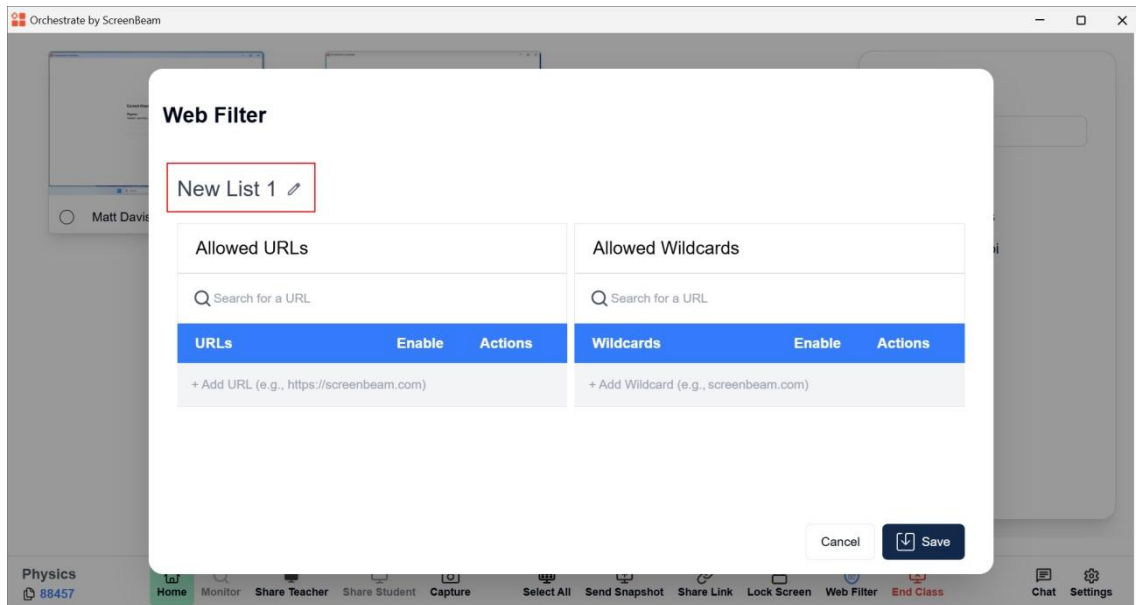 Orchestrate by ScreenBeam
Web Filter
New List 1
Matt Davis
Allowed URLs
Allowed Wildcards
Search for a URL
Search for a URL
URLs Enable Actions
Wildcards Enable Actions
+ Add URL (e.g., https://screenbeam.com)
+ Add Wildcard (e.g., screenbeam.com)
Cancel
Save
Physics
88457
Home Monitor Share Teacher Share Student Capture Select All Send Snapshot Share Link Lock Screen Web Filter End Class Chat Settings